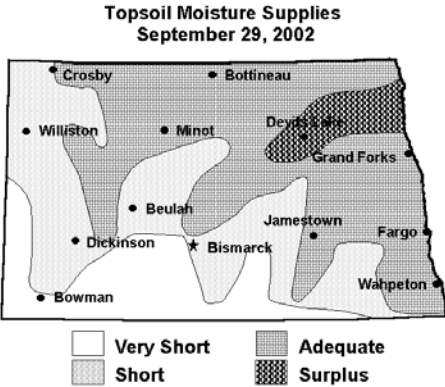 Topsoil Moisture Supplies
September 29, 2002
Crosby
Bottineau
Williston
Minot
Devils Lake
Grand Forks
Beulah
Jamestown
Fargo
Dickinson
Bismarck
Wahpeton
Bowman
Very Short
Adequate
Short
Surplus